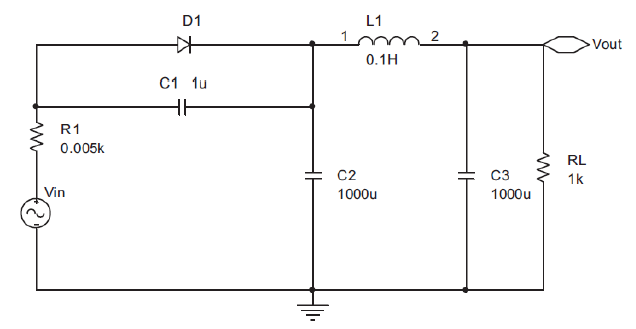 D1
L1
1
2
Vout
0.1H
C1 1u
R1
0.005k
RL
1k
C2
1000u
C3
1000u
Vin